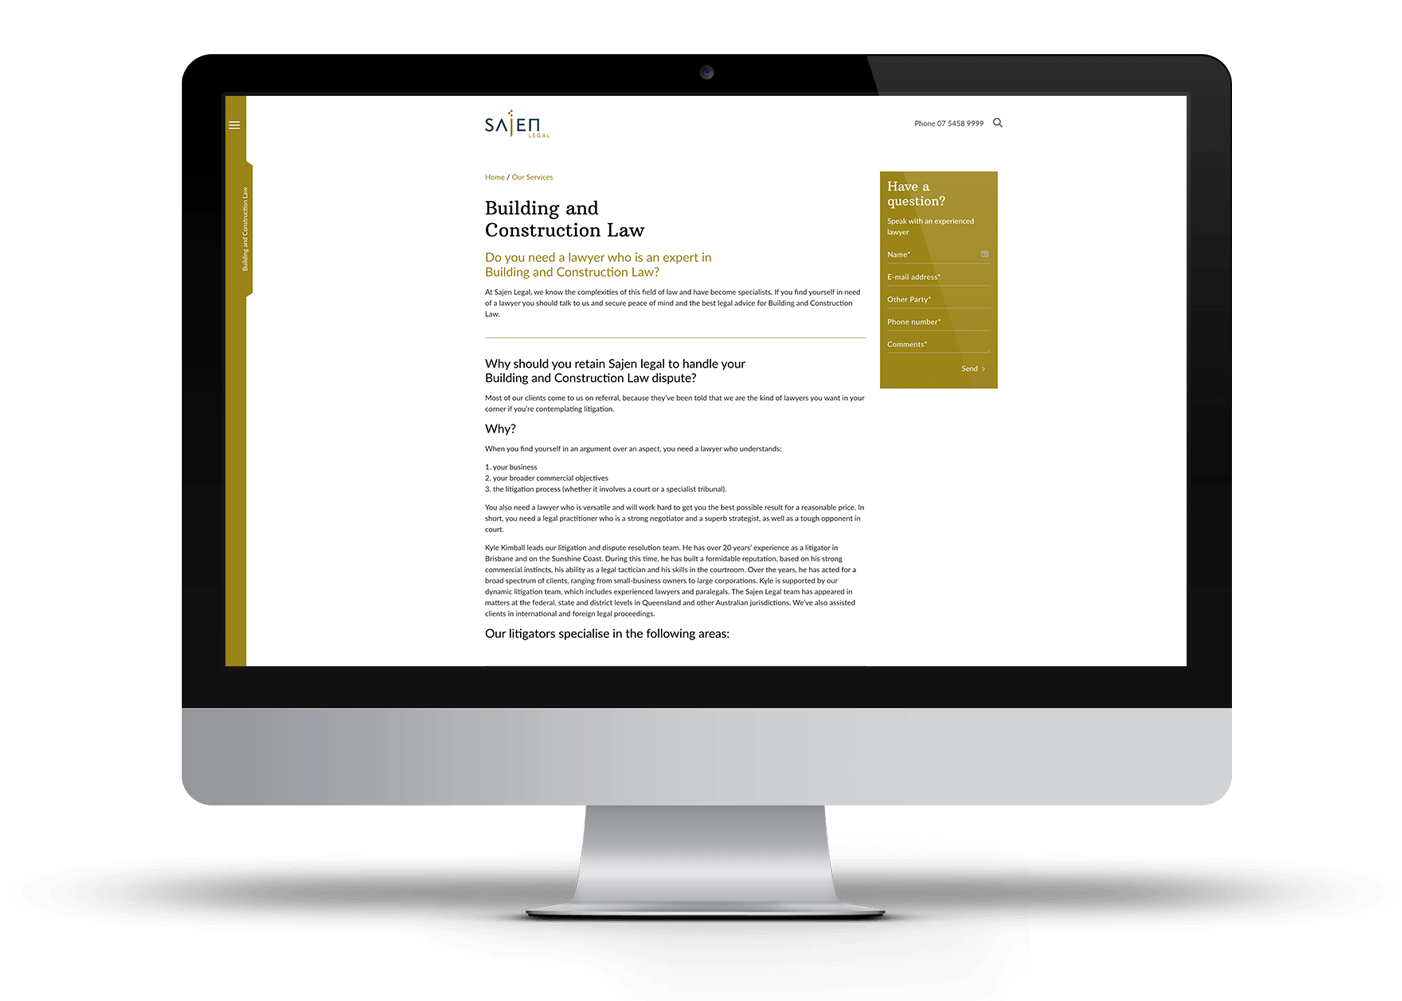 SAJEN
LEGAL
Phone 07 5458 9999
Building and Construction Law
Home / Our Services
Building and
Construction Law
Do you need a lawyer who is an expert in
Building and Construction Law?
At Sajen Legal, we know the complexities of this field of law and have become specialists. If you find yourself in need
of a lawyer you should talk to us and secure peace of mind and the best legal advice for Building and Construction
Law.
Why should you retain Sajen legal to handle your
Building and Construction Law dispute?
Most of our clients come to us on referral, because they've been told that we are the kind of lawyers you want in your
corner if you're contemplating litigation.
Why?
When you find yourself in an argument over an aspect, you need a lawyer who understands:
1. your business
2. your broader commercial objectives
3. the litigation process (whether it involves a court or a specialist tribunal).
You also need a lawyer who is versatile and will work hard to get you the best possible result for a reasonable price. In
short, you need a legal practitioner who is a strong negotiator and a superb strategist, as well as a tough opponent in
court.
Kyle Kimball leads our litigation and dispute resolution team. He has over 20 years' experience as a litigator in
Brisbane and on the Sunshine Coast. During this time, he has built a formidable reputation, based on his strong
commercial instincts, his ability as a legal tactician and his skills in the courtroom. Over the years, he has acted for a
broad spectrum of clients, ranging from small-business owners to large corporations. Kyle is supported by our
dynamic litigation team, which includes experienced lawyers and paralegals. The Sajen Legal team has appeared in
matters at the federal, state and district levels in Queensland and other Australian jurisdictions. We've also assisted
clients in international and foreign legal proceedings.
Our litigators specialise in the following areas:
Have a
question?
Speak with an experienced
lawyer
Name*
E-mail address*
Other Party*
Phone number*
Comments*
Send >